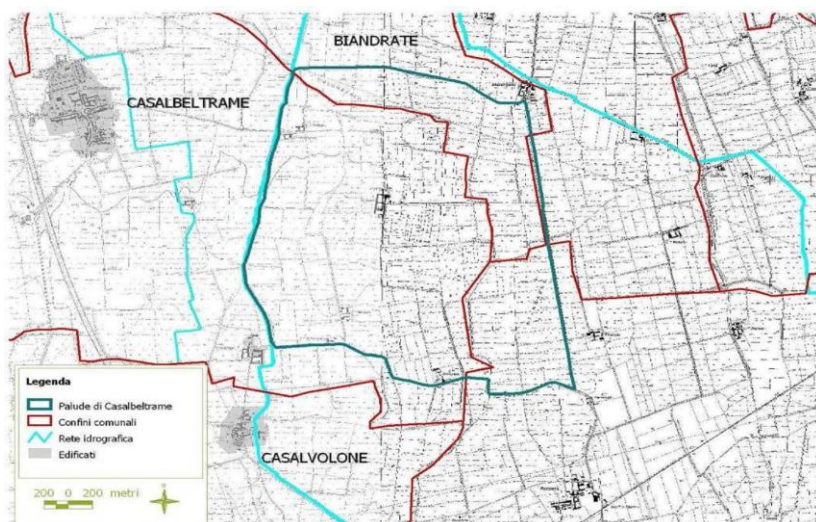 BIANDRATE
CASALBELTRAME
CASALVOLONE
Legenda
Palude di Casalbeltrame
Confini comunali
Rete idrografica
Edificati
200 0 200 metri